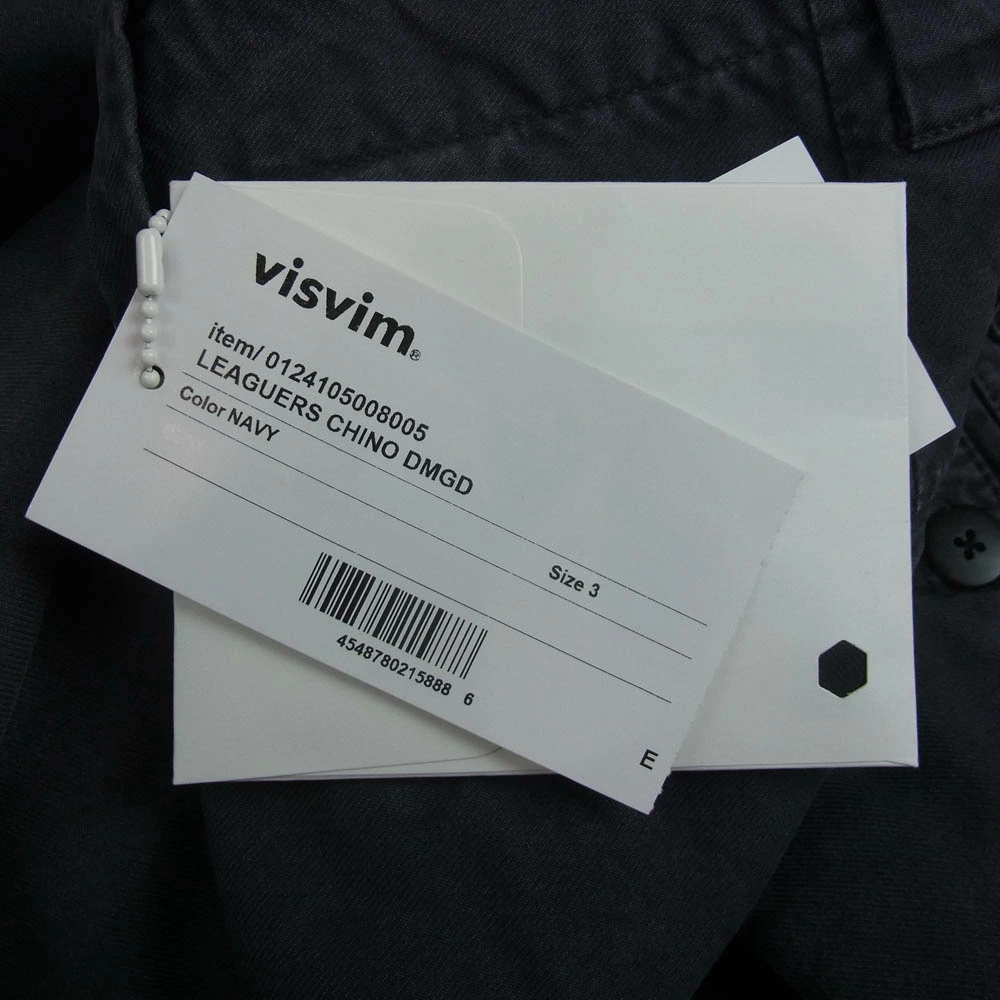 visvim®
item/ 0124105008005
LEAGUERS CHINO DMGD
Color NAVY
Size 3
4548780215888 6
E